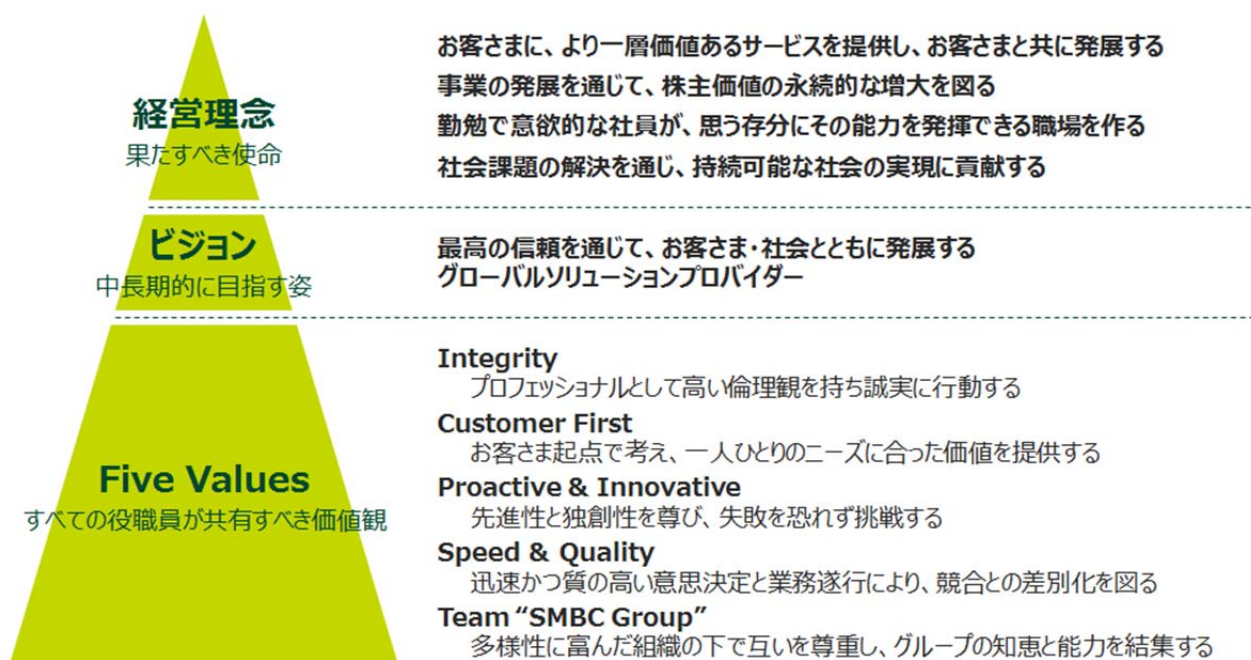 経営理念
果たすべき使命
お客さまに、より一層価値あるサービスを提供し、お客さまと共に発展する
事業の発展を通じて、株主価値の永続的な増大を図る
勤勉で意欲的な社員が、思う存分にその能力を発揮できる職場を作る
社会課題の解決を通じ、持続可能な社会の実現に貢献する
ビジョン
中長期的に目指す姿
最高の信頼を通じて、お客さま・社会とともに発展する
グローバルソリューションプロバイダー
Five Values
すべての役職員が共有すべき価値観
Integrity
プロフェッショナルとして高い倫理観を持ち誠実に行動する
Customer First
お客さま起点で考え、一人ひとりのニーズに合った価値を提供する
Proactive & Innovative
先進性と独創性を尊び、失敗を恐れず挑戦する
Speed & Quality
迅速かつ質の高い意思決定と業務遂行により、競合との差別化を図る
Team “SMBC Group”
多様性に富んだ組織の下で互いを尊重し、グループの知恵と能力を結集する